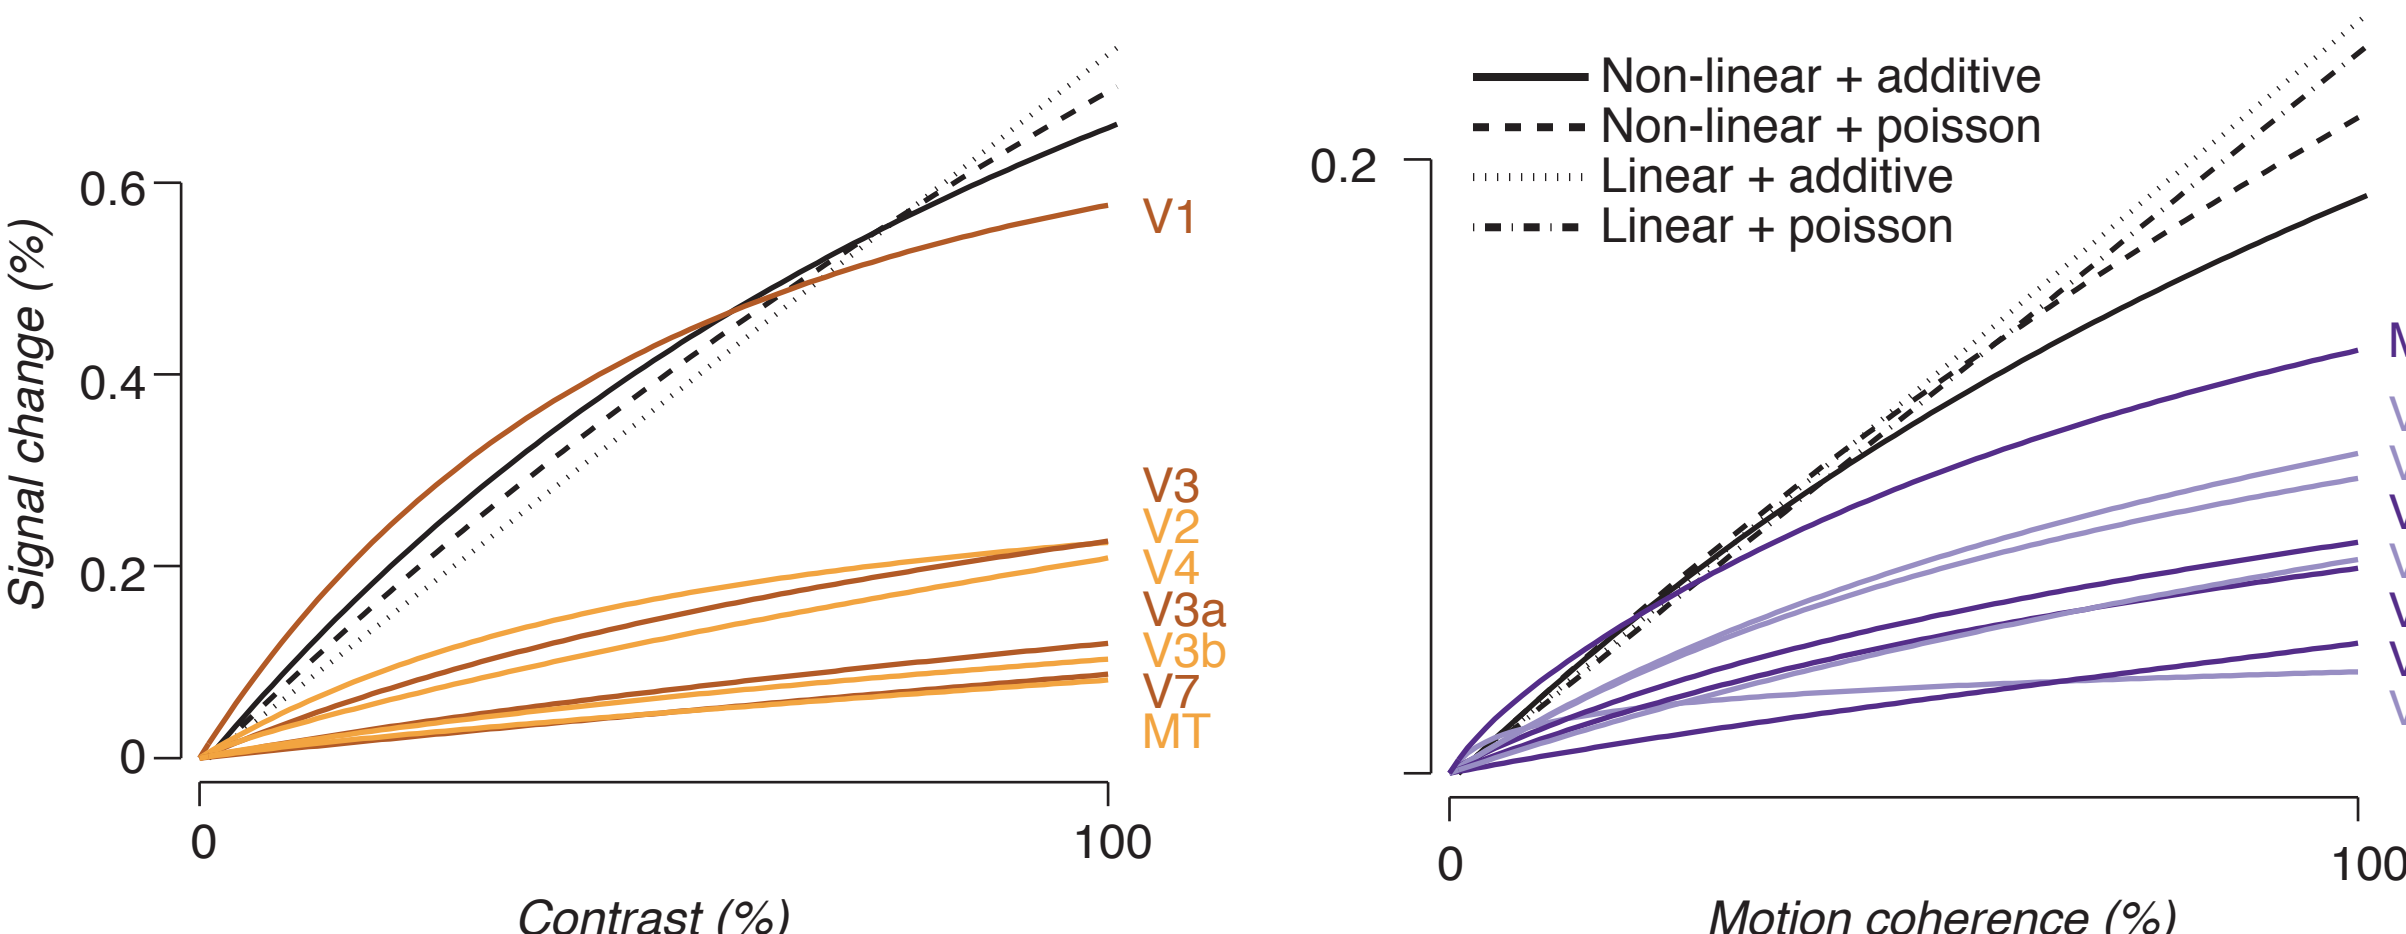 Signal change (%)
0.6
0.4
0.2
0
V1
V3
V2
V4
V3a
V3b
V7
MT
0
100
Contrast (%)
Non-linear + additive
Non-linear + poisson
Linear + additive
Linear + poisson
0.2
0
100
Motion coherence (%)